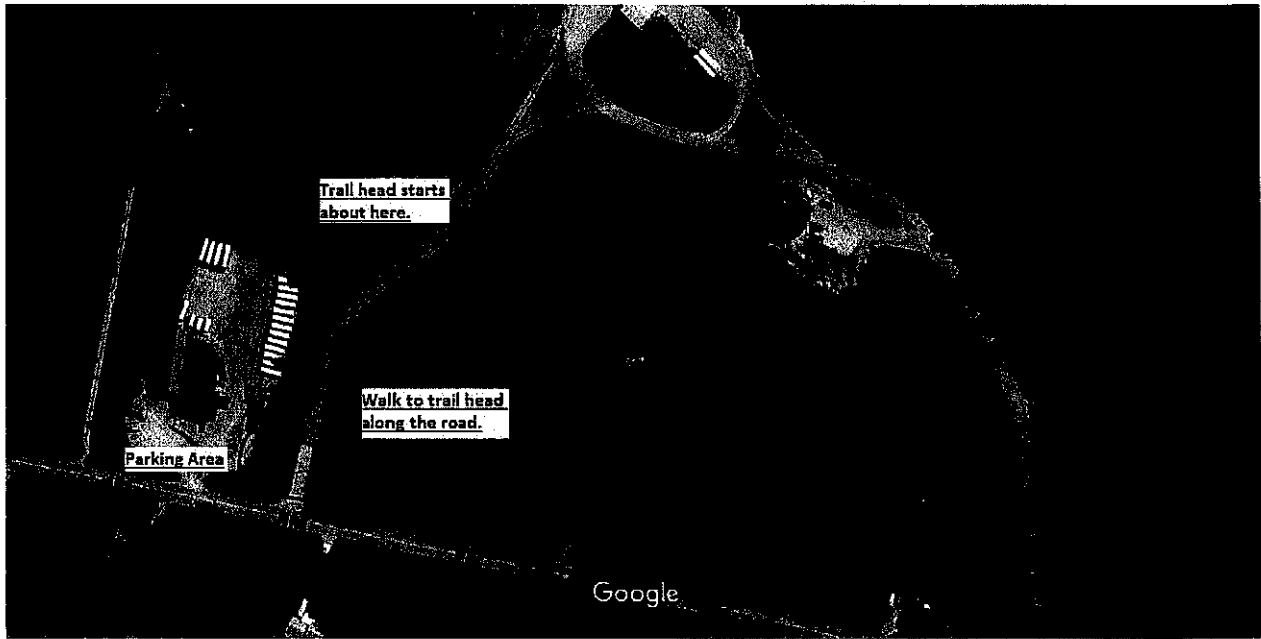 Trail head starts
about here.
Walk to trail head
along the road.
Parking Area
Google